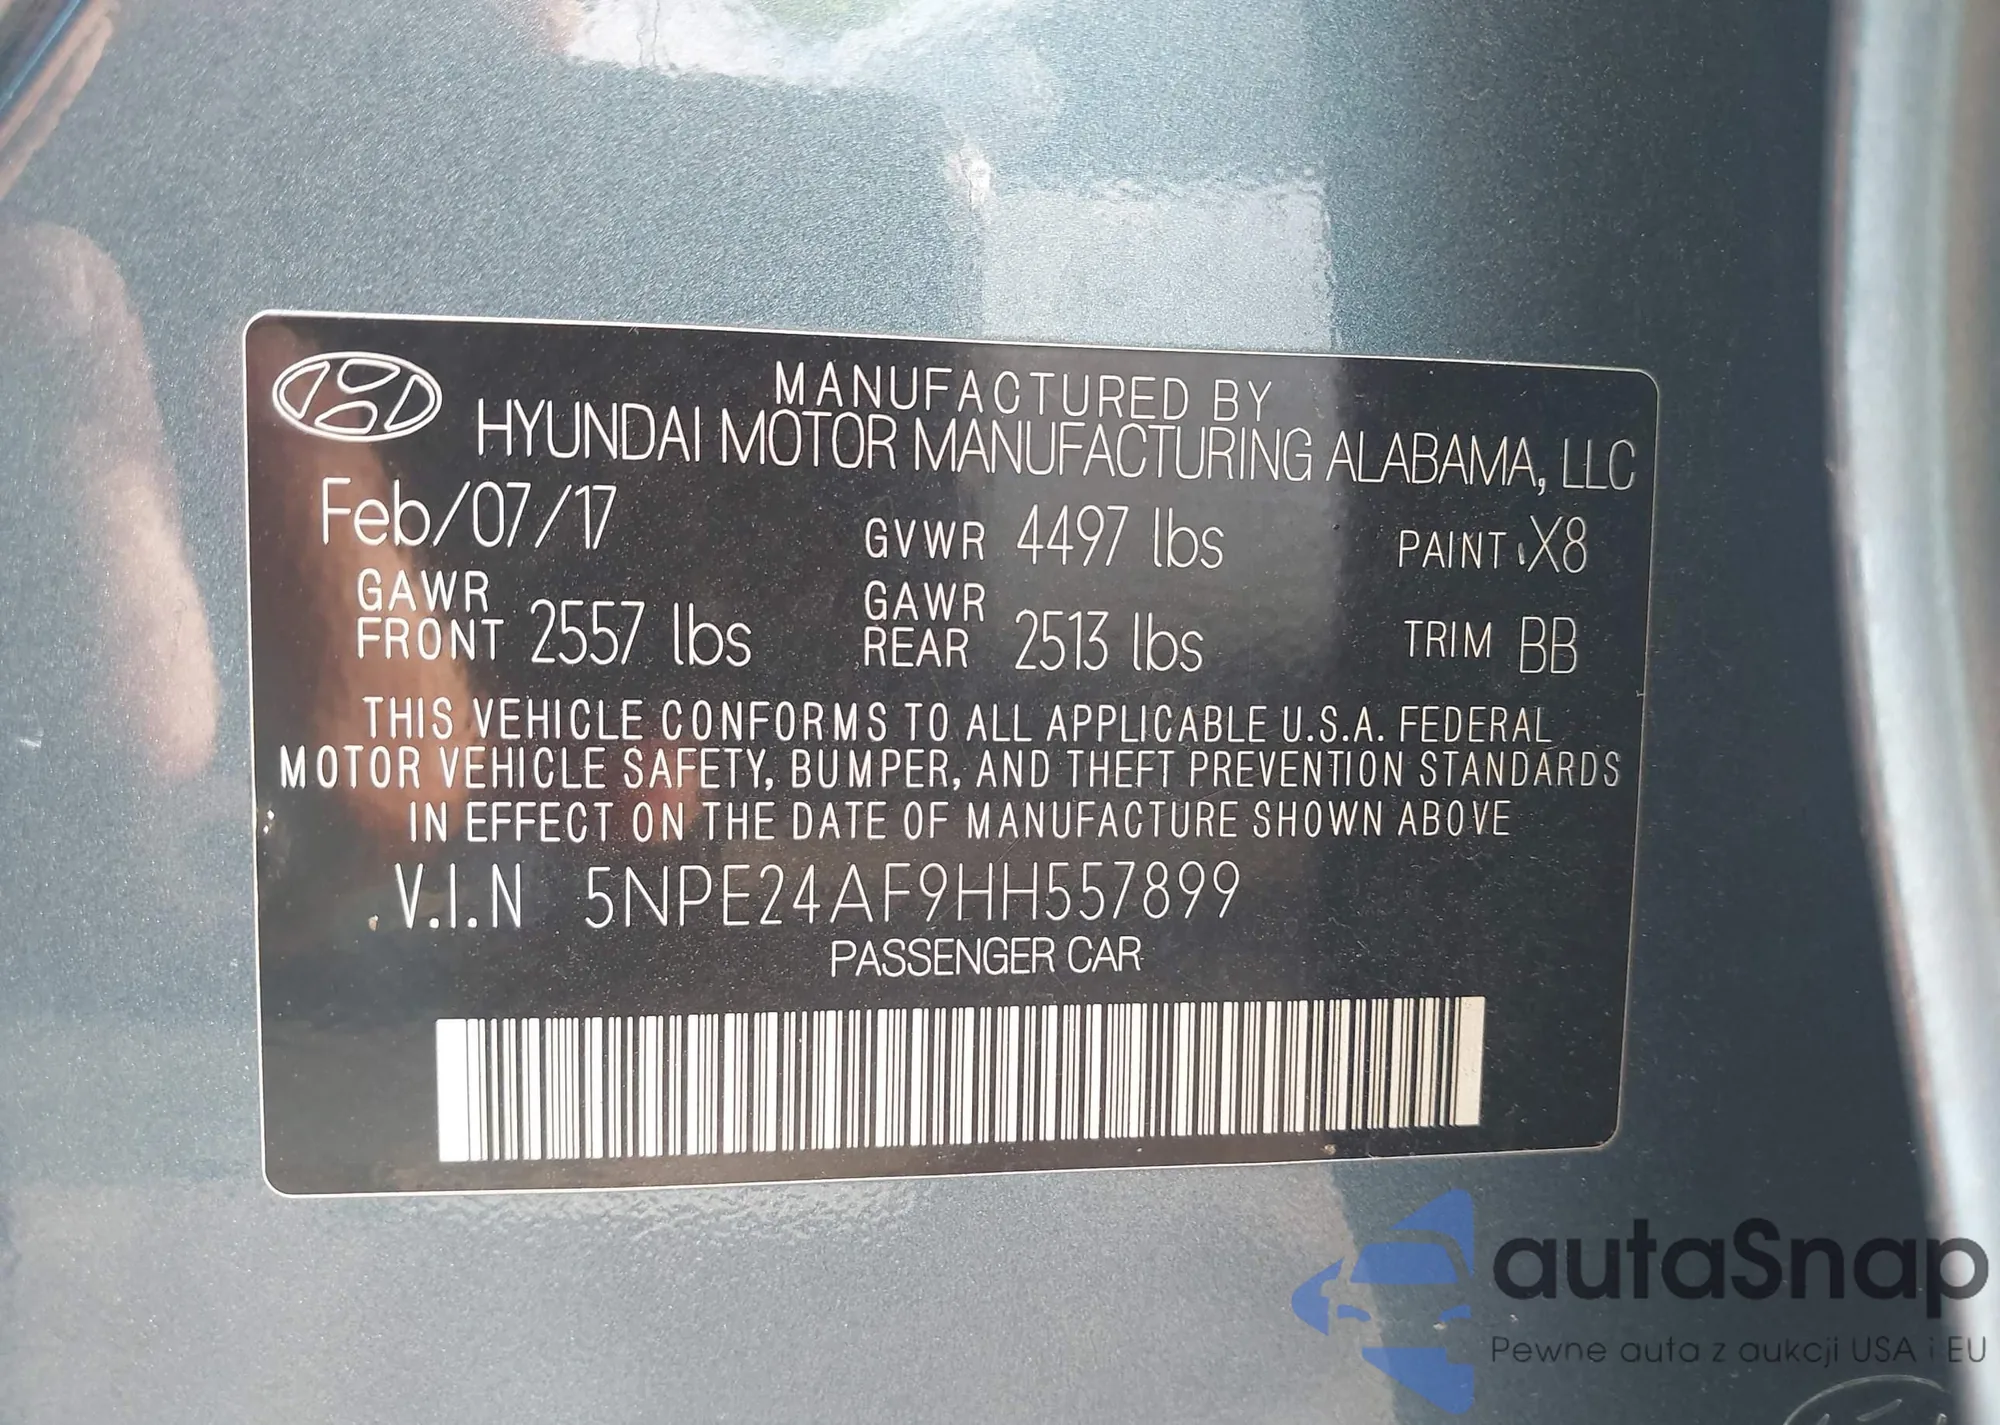 MANUFACTURED BY
HYUNDAI MOTOR MANUFACTURING ALABAMA, LLC
Feb/07/17 GVWR 4497 lbs PAINT X8
GAWR FRONT 2557 lbs GAWR REAR 2513 lbs TRIM BB
THIS VEHICLE CONFORMS TO ALL APPLICABLE U.S.A. FEDERAL
MOTOR VEHICLE SAFETY, BUMPER, AND THEFT PREVENTION STANDARDS
IN EFFECT ON THE DATE OF MANUFACTURE SHOWN ABOVE
V.I.N 5NPE24AF9HH557899
PASSENGER CAR
autaSnap
Pewne auta z aukcji USA i EU